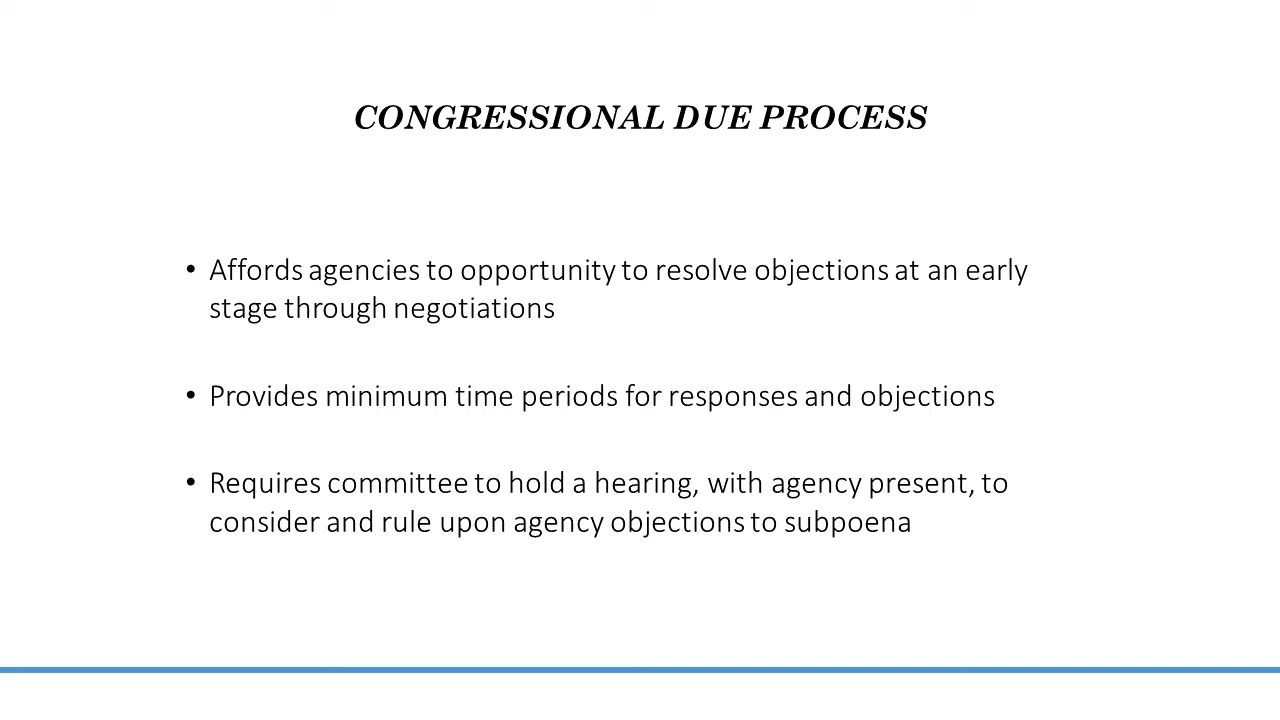 CONGRESSIONAL DUE PROCESS
• Affords agencies to opportunity to resolve objections at an early
stage through negotiations
• Provides minimum time periods for responses and objections
• Requires committee to hold a hearing, with agency present, to
consider and rule upon agency objections to subpoena